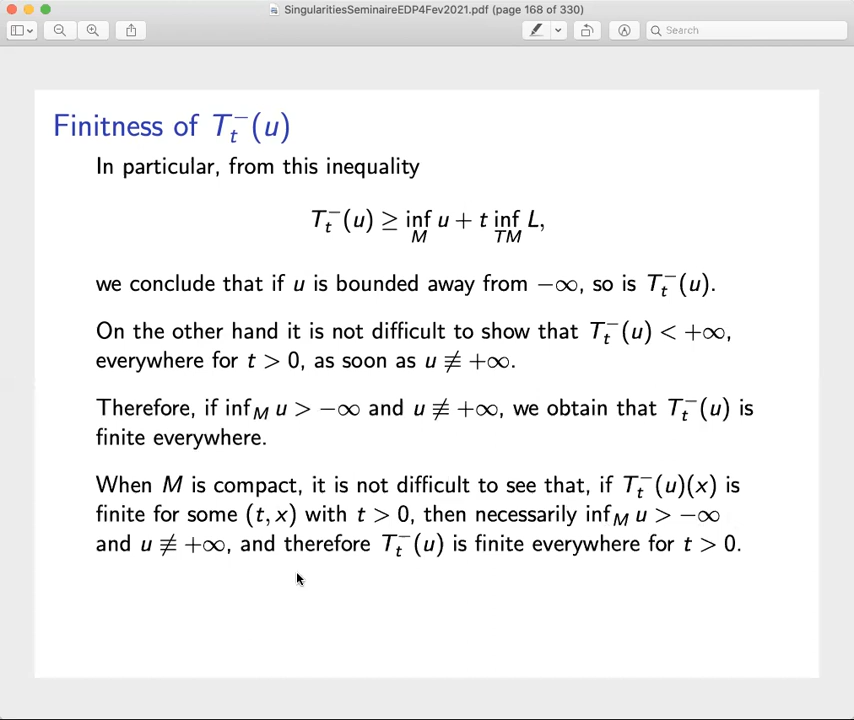 SingularitiesSeminaireEDP4Fev2021.pdf (page 168 of 330)
Search
Finitness of T_t^-(u)
In particular, from this inequality
T_t^-(u) ≥ inf_M u + t inf_{TM} L,
we conclude that if u is bounded away from −∞, so is T_t^-(u).
On the other hand it is not difficult to show that T_t^-(u) < +∞,
everywhere for t > 0, as soon as u ≢ +∞.
Therefore, if inf_M u > −∞ and u ≢ +∞, we obtain that T_t^-(u) is
finite everywhere.
When M is compact, it is not difficult to see that, if T_t^-(u)(x) is
finite for some (t, x) with t > 0, then necessarily inf_M u > −∞
and u ≢ +∞, and therefore T_t^-(u) is finite everywhere for t > 0.